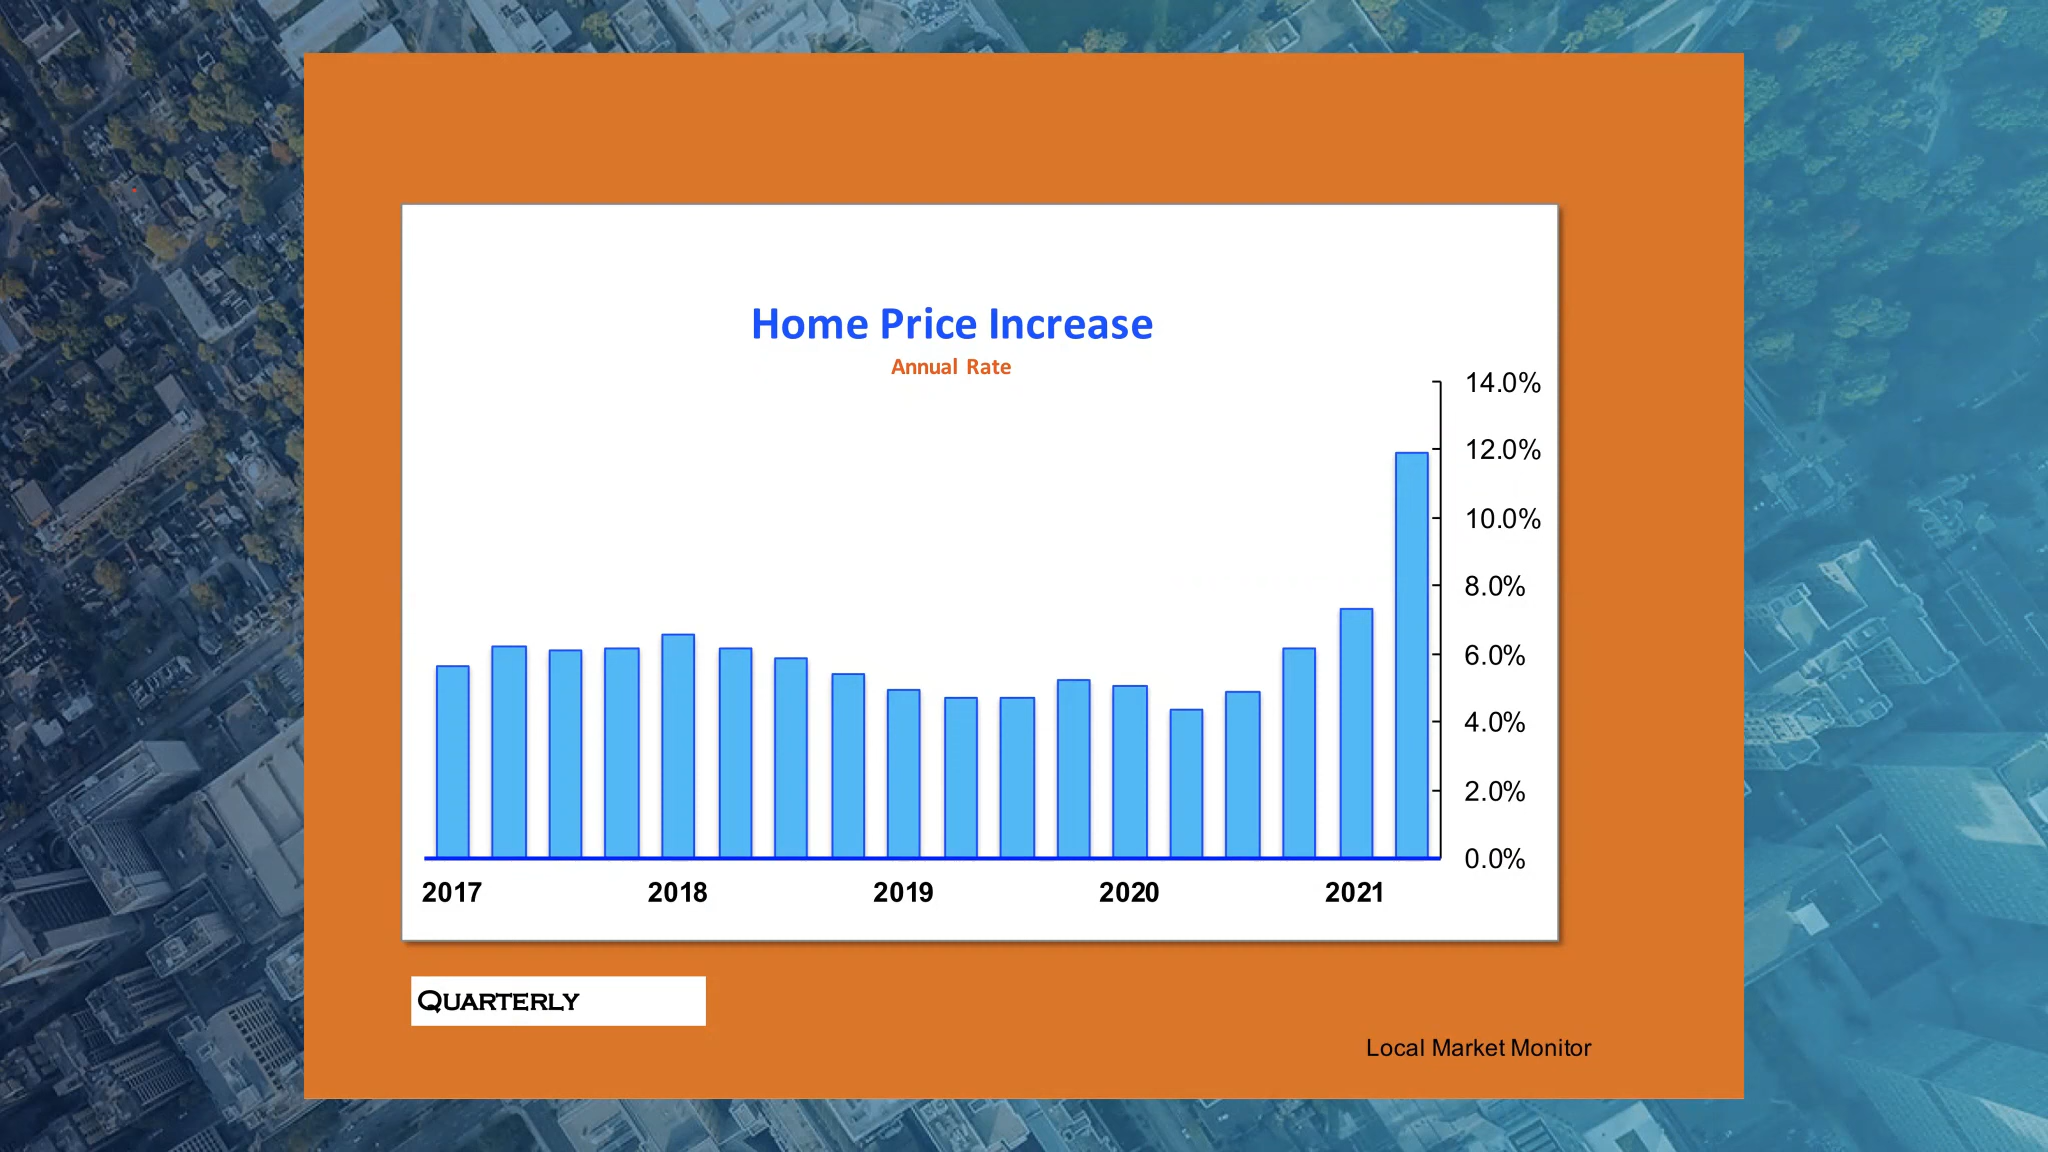 Home Price Increase
Annual Rate
14.0%
12.0%
10.0%
8.0%
6.0%
4.0%
2.0%
0.0%
2017 2018 2019 2020 2021
QUARTERLY
Local Market Monitor